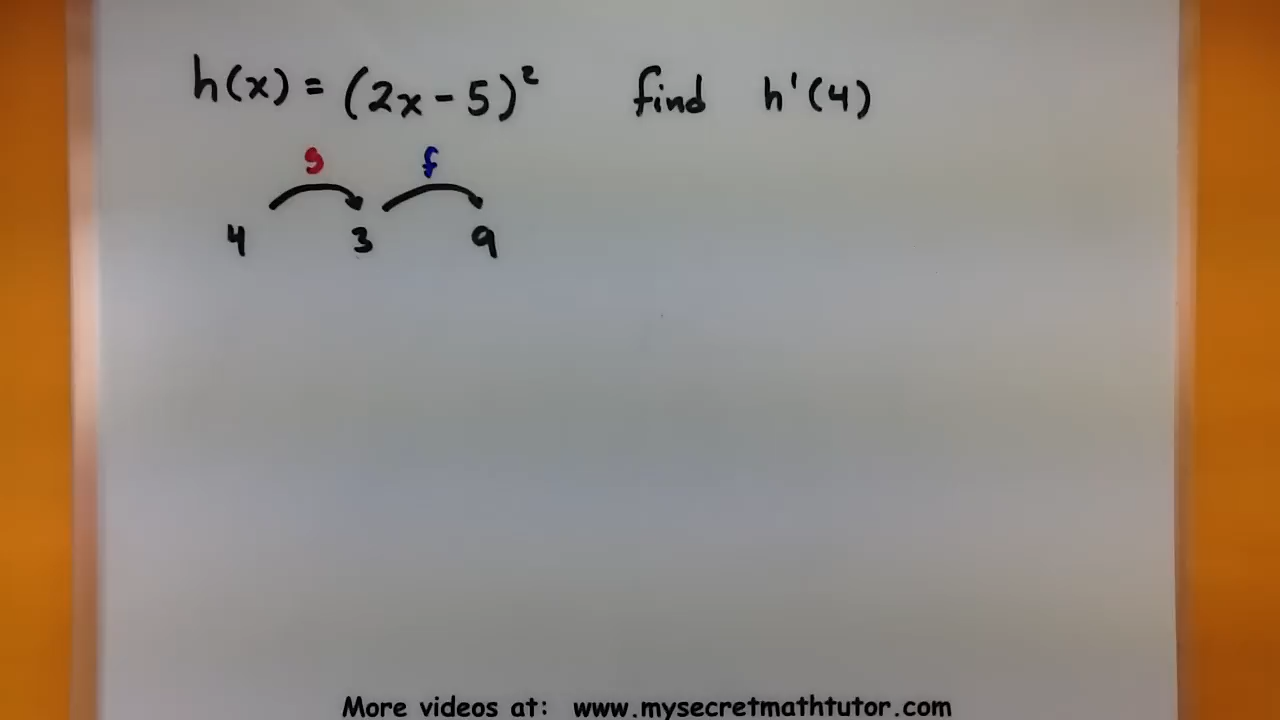 h(x) = (2x - 5)² find h'(4)
g f
4 3 9
More videos at: www.mysecretmathtutor.com